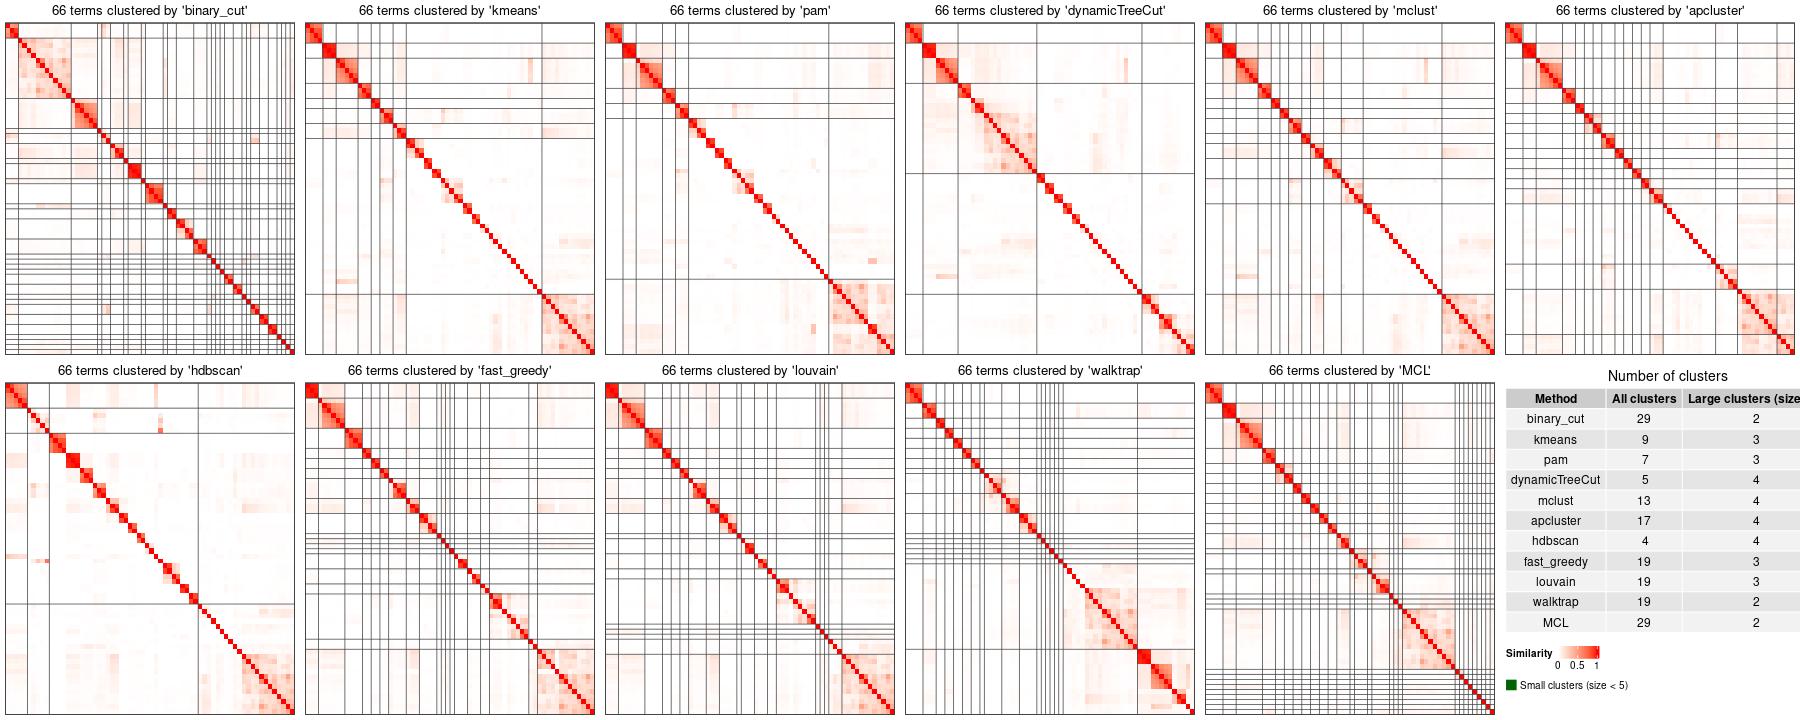 66 terms clustered by 'binary_cut'
66 terms clustered by 'kmeans'
66 terms clustered by 'pam'
66 terms clustered by 'dynamicTreeCut'
66 terms clustered by 'mclust'
66 terms clustered by 'apcluster'
66 terms clustered by 'hdbscan'
66 terms clustered by 'fast_greedy'
66 terms clustered by 'louvain'
66 terms clustered by 'walktrap'
66 terms clustered by 'MCL'
Number of clusters
Method All clusters Large clusters (size
binary_cut 29 2
kmeans 9 3
pam 7 3
dynamicTreeCut 5 4
mclust 13 4
apcluster 17 4
hdbscan 4 4
fast_greedy 19 3
louvain 19 3
walktrap 19 2
MCL 29 2
Similarity
0 0.5 1
Small clusters (size < 5)